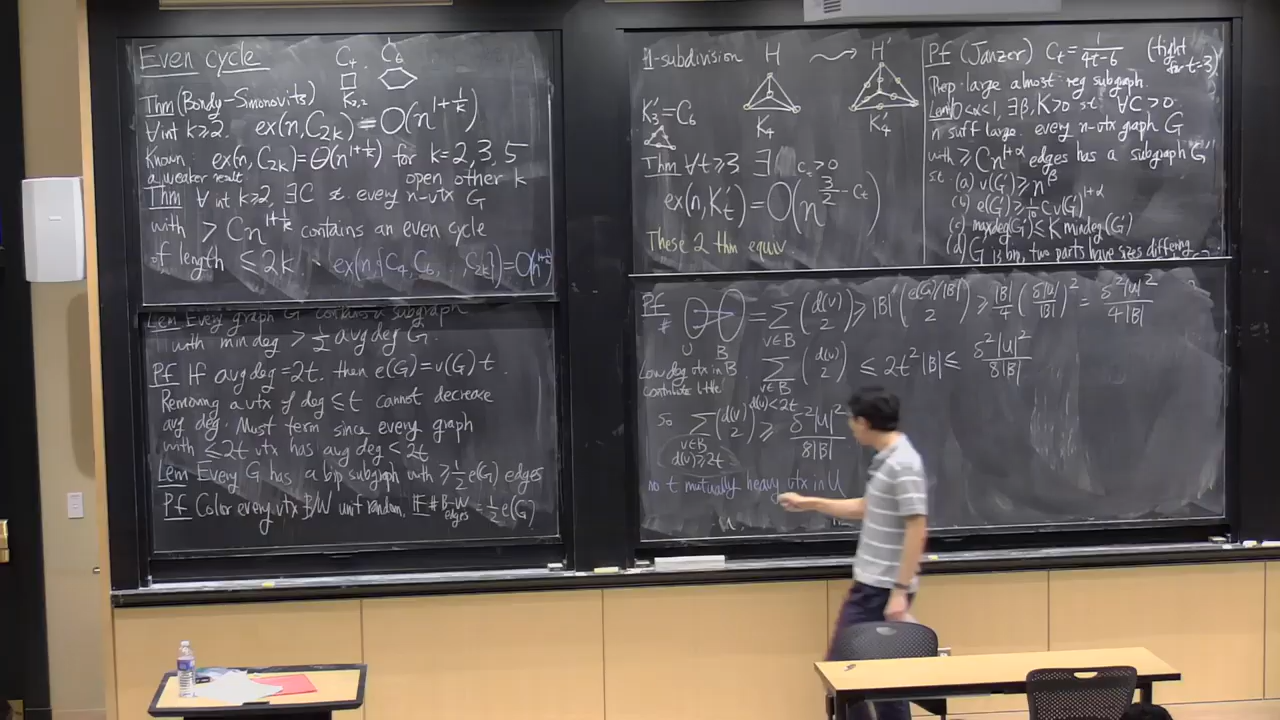 Even cycle C₄ C₆
K₂,₂
Thm (Bondy-Simonovits)
∀ int k≥2. ex(n, C₂ₖ) = O(n^{1+1/k})
Known ex(n, C₂ₖ) = Θ(n^{1+1/k}) for k=2,3,5
a weaker result open other k
Thm ∀ int k≥2, ∃C st. every n-vtx G
with > Cn^{1+1/k} contains an even cycle
of length ≤ 2k. ex(n, {C₄, C₆, .. C₂ₖ}) = O(n^{1+1/k})
Lem Every graph G contains a subgraph
with min deg > ½ avg deg G.
Pf If avg deg = 2t. then e(G) = v(G) t.
Removing a vtx of deg ≤ t cannot decrease
avg deg. Must term since every graph
with ≤ 2t vtx has avg deg < 2t
Lem Every G has a bip subgraph with ≥ ½ e(G) edges
Pf Color every vtx B/W unif random. IE # B-W edges = ½ e(G)
1-subdivision H ⟿ H'
K₃' = C₆
K₄ K₄'
Thm ∀t≥3 ∃ cₜ>0
ex(n, Kₜ') = O(n^{3/2 - cₜ})
These 2 thm equiv.
Pf (Janzer) Cₜ = 1/(4t-6) (tight for t=3)
Prep large almost reg subgraph.
Lem 0<α<1, ∃β, K>0 st. ∀C>0
n suff large. every n-vtx graph G
with ≥ Cn^{1+α} edges has a subgraph G'
st. (a) v(G') ≥ n^β
(b) e(G') ≥ 1/10 C v(G')^{1+α}
(c) maxdeg(G') ≤ K mindeg(G')
(d) G' is bip, two parts have sizes differing
Pf
# = Σ_{v∈B} (d(v) 2) ≥ |B| (e(G)/|B| 2) ≥ |B|/4 (δ|U|/|B|)² = δ²|U|²/4|B|
U B
Low deg vtx in B
contribute little
Σ_{v∈B d(v)<2t} (d(v) 2) ≤ 2t²|B| ≤ δ²|U|²/8|B|
so Σ_{v∈B d(v)≥2t} (d(v) 2) ≥ δ²|U|²/8|B|
no t mutually heavy vtx in U